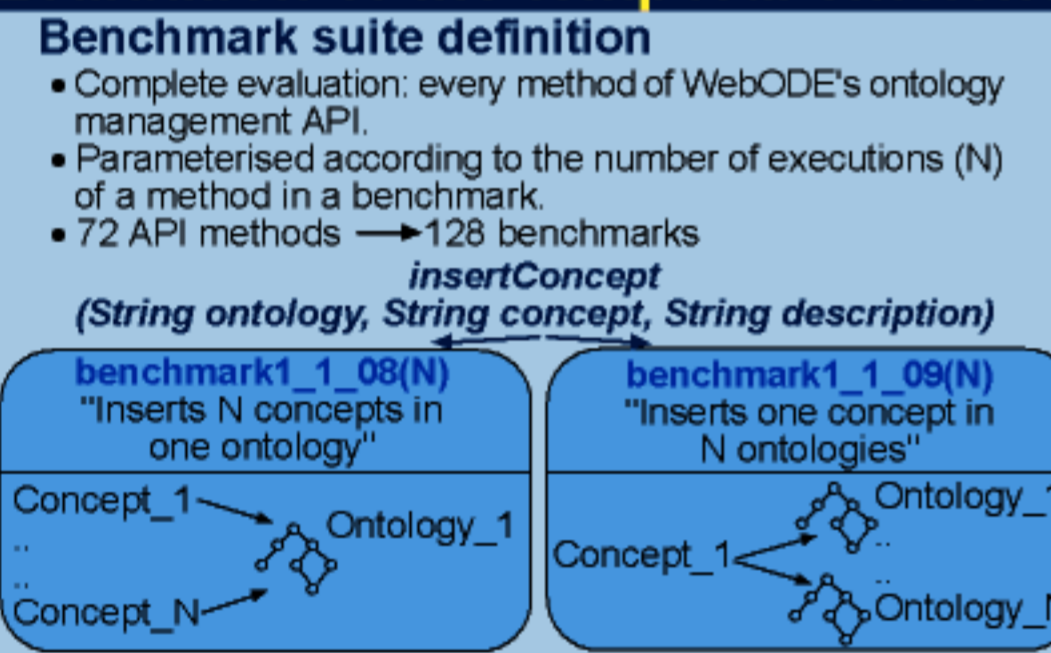 Benchmark suite definition
• Complete evaluation: every method of WebODE's ontology
management API.
• Parameterised according to the number of executions (N)
of a method in a benchmark.
• 72 API methods → 128 benchmarks
insertConcept
(String ontology, String concept, String description)
benchmark1_1_08(N)
"Inserts N concepts in
one ontology"
Concept_1
Ontology_1
..
..
Concept_N
benchmark1_1_09(N)
"Inserts one concept in
N ontologies"
Ontology_1
..
Concept_1
..
Ontology_N